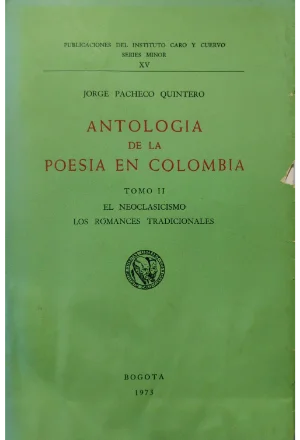 PUBLICACIONES DEL INSTITUTO CARO Y CUERVO
SERIES MINOR
XV
JORGE PACHECO QUINTERO
ANTOLOGIA
DE LA
POESIA EN COLOMBIA
TOMO II
EL NEOCLASICISMO
LOS ROMANCES TRADICIONALES
BOGOTA
1973